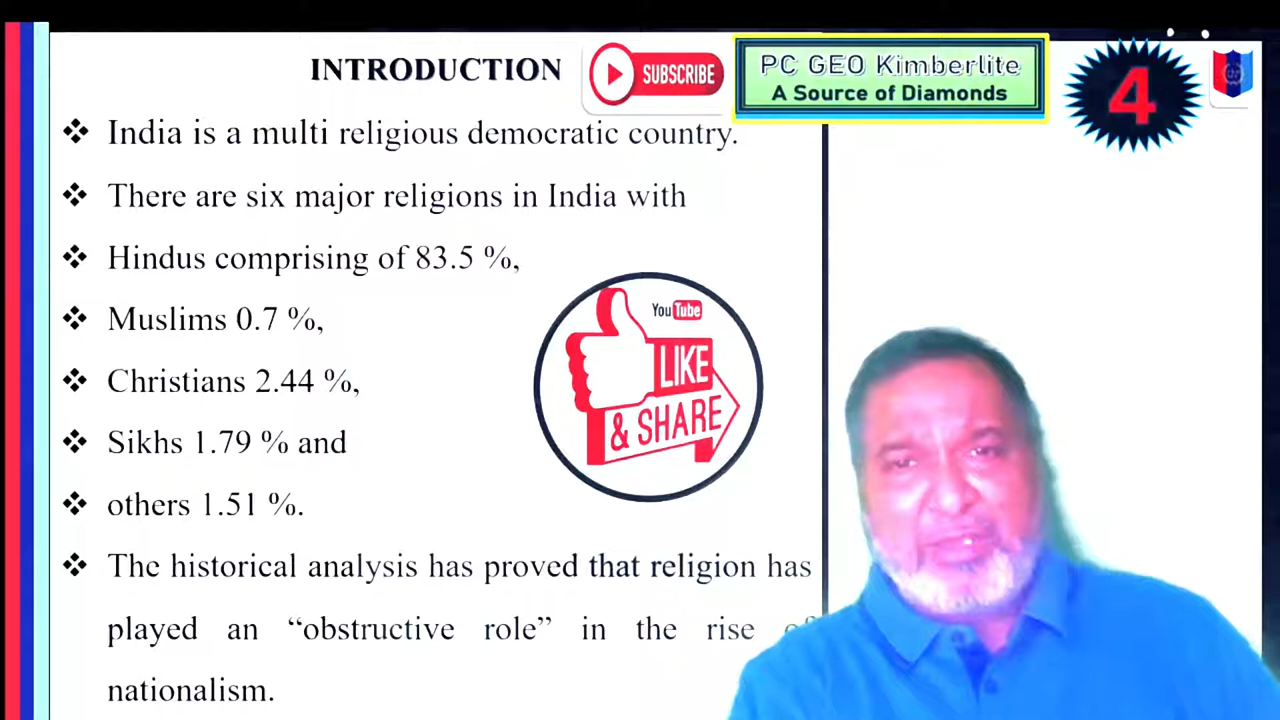 INTRODUCTION
SUBSCRIBE
PC GEO Kimberlite
A Source of Diamonds
4
❖ India is a multi religious democratic country.
❖ There are six major religions in India with
❖ Hindus comprising of 83.5 %,
❖ Muslims 0.7 %,
❖ Christians 2.44 %,
❖ Sikhs 1.79 % and
❖ others 1.51 %.
YouTube
LIKE
& SHARE
❖ The historical analysis has proved that religion has
played an “obstructive role” in the rise of
nationalism.